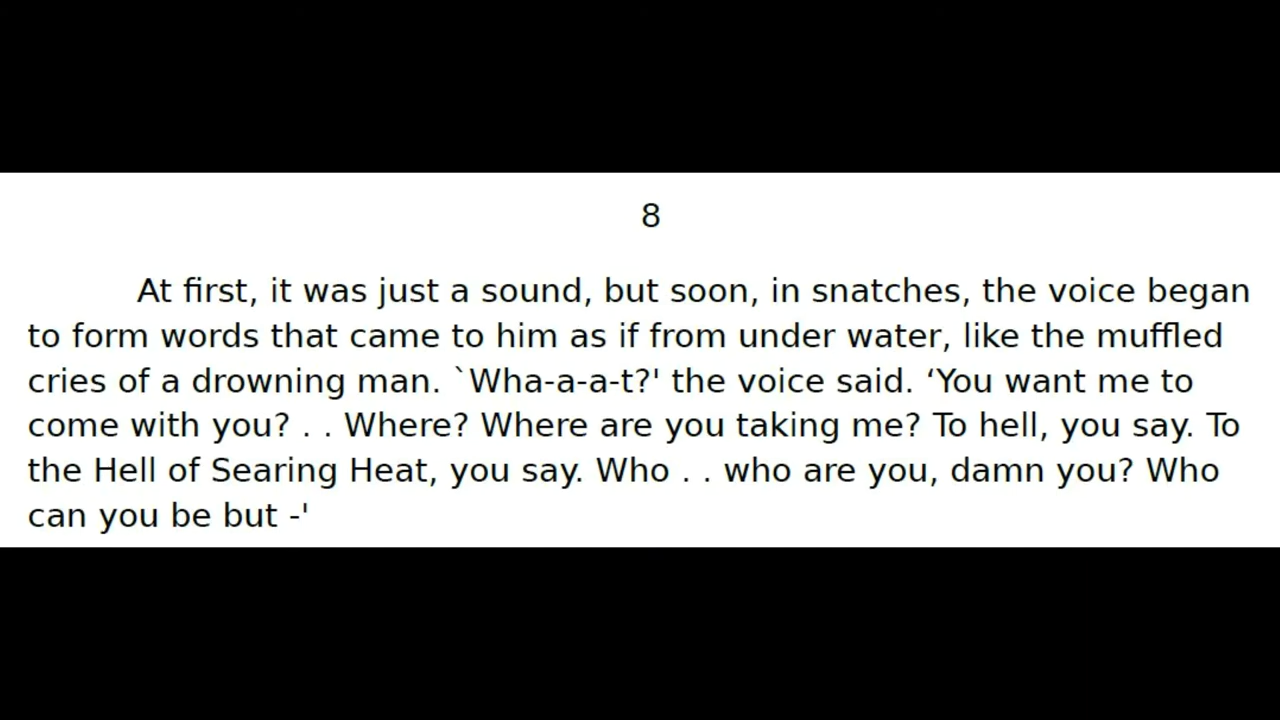 8
At first, it was just a sound, but soon, in snatches, the voice began
to form words that came to him as if from under water, like the muffled
cries of a drowning man. `Wha-a-a-t?' the voice said. ‘You want me to
come with you? . . Where? Where are you taking me? To hell, you say. To
the Hell of Searing Heat, you say. Who . . who are you, damn you? Who
can you be but -'